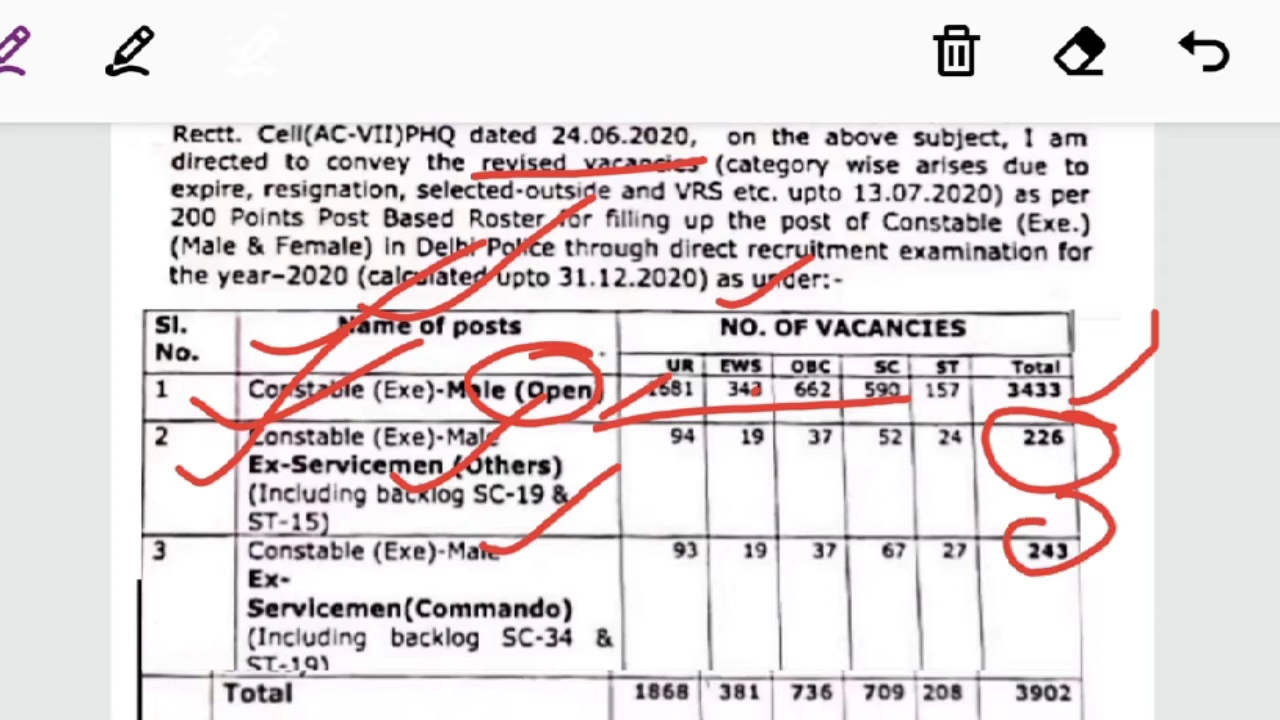 Rectt. Cell(AC-VII)PHQ dated 24.06.2020, on the above subject, I am
directed to convey the revised vacancies (category wise arises due to
expire, resignation, selected-outside and VRS etc. upto 13.07.2020) as per
200 Points Post Based Roster for filling up the post of Constable (Exe.)
(Male & Female) in Delhi Police through direct recruitment examination for
the year-2020 (calculated upto 31.12.2020) as under:-
Sl. No. Name of posts NO. OF VACANCIES
UR EWS OBC SC ST Total
1 Constable (Exe)-Male (Open) 1681 343 662 590 157 3433
2 Constable (Exe)-Male 94 19 37 52 24 226
Ex-Servicemen (Others)
(Including backlog SC-19 &
ST-15)
3 Constable (Exe)-Male 93 19 37 67 27 243
Ex-
Servicemen(Commando)
(Including backlog SC-34 &
ST-19)
Total 1868 381 736 709 208 3902